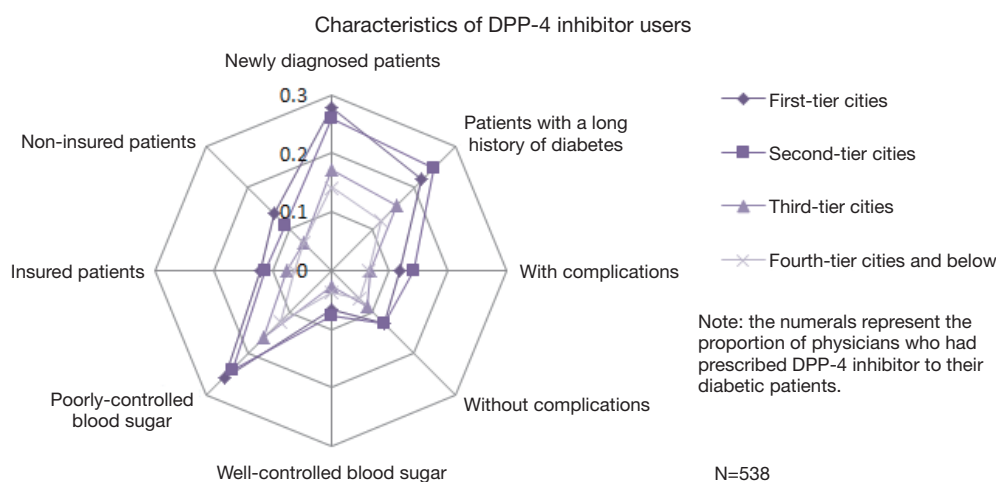 Characteristics of DPP-4 inhibitor users
Newly diagnosed patients
0.3
0.2
0.1
0
Patients with a long
history of diabetes
With complications
Without complications
Well-controlled blood sugar
Poorly-controlled
blood sugar
Insured patients
Non-insured patients
First-tier cities
Second-tier cities
Third-tier cities
Fourth-tier cities and below
Note: the numerals represent the
proportion of physicians who had
prescribed DPP-4 inhibitor to their
diabetic patients.
N=538